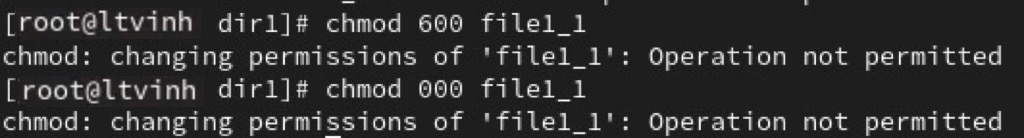 [root@ltvinh dir1]# chmod 600 file1_1
chmod: changing permissions of 'file1_1': Operation not permitted
[root@ltvinh dir1]# chmod 000 file1_1
chmod: changing permissions of 'file1_1': Operation not permitted